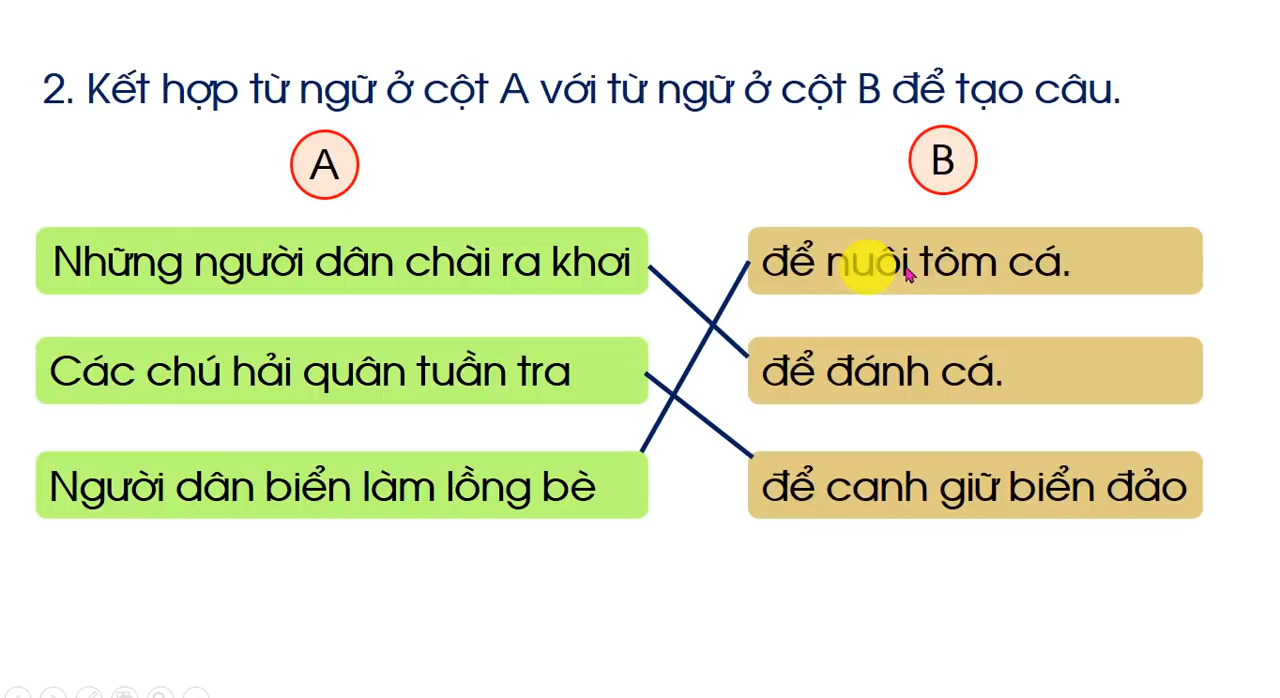 2. Kết hợp từ ngữ ở cột A với từ ngữ ở cột B để tạo câu.
A
B
Những người dân chài ra khơi
để nuôi tôm cá.
Các chú hải quân tuần tra
để đánh cá.
Người dân biển làm lồng bè
để canh giữ biển đảo